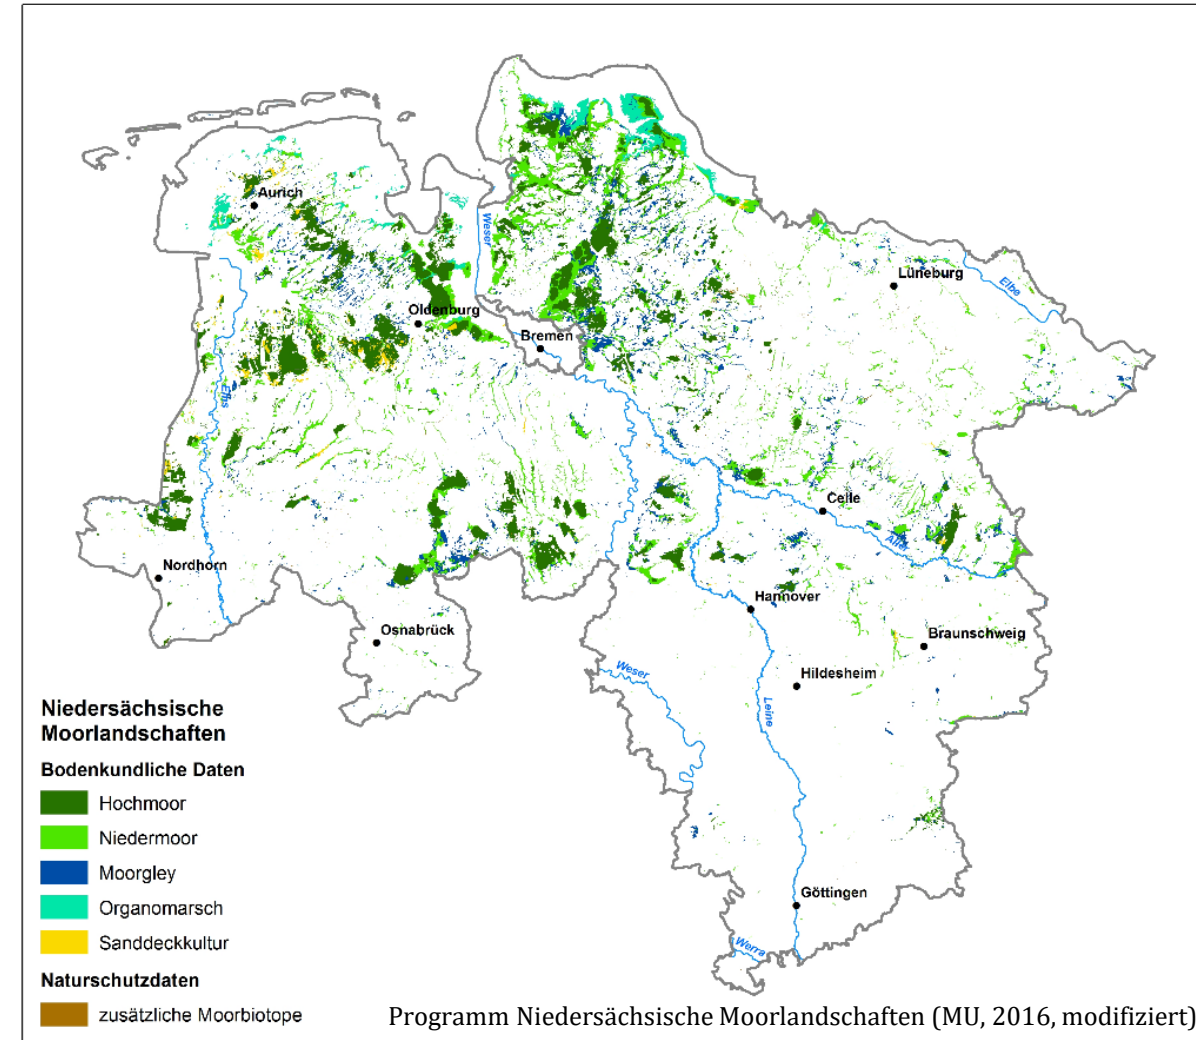 Aurich
Weser
Lüneburg
Elbe
Oldenburg
Bremen
Ems
Celle
Aller
Nordhorn
Hannover
Osnabrück
Braunschweig
Hildesheim
Weser
Leine
Göttingen
Werra
Niedersächsische
Moorlandschaften
Bodenkundliche Daten
Hochmoor
Niedermoor
Moorgley
Organomarsch
Sanddeckkultur
Naturschutzdaten
zusätzliche Moorbiotope
Programm Niedersächsische Moorlandschaften (MU, 2016, modifiziert)